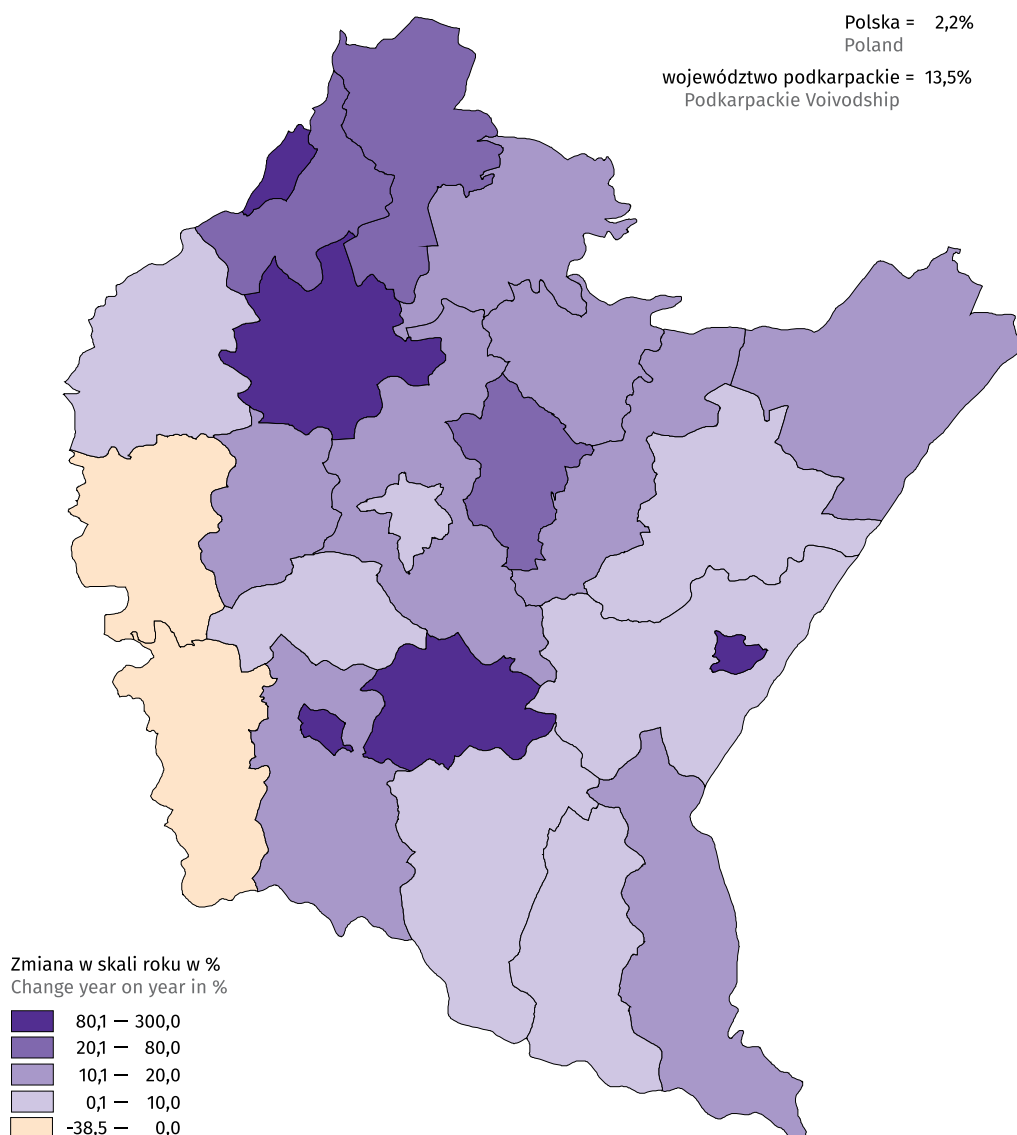 Polska = 2,2%
Poland
województwo podkarpackie = 13,5%
Podkarpackie Voivodship
Zmiana w skali roku w %
Change year on year in %
80,1 — 300,0
20,1 — 80,0
10,1 — 20,0
0,1 — 10,0
-38,5 — 0,0